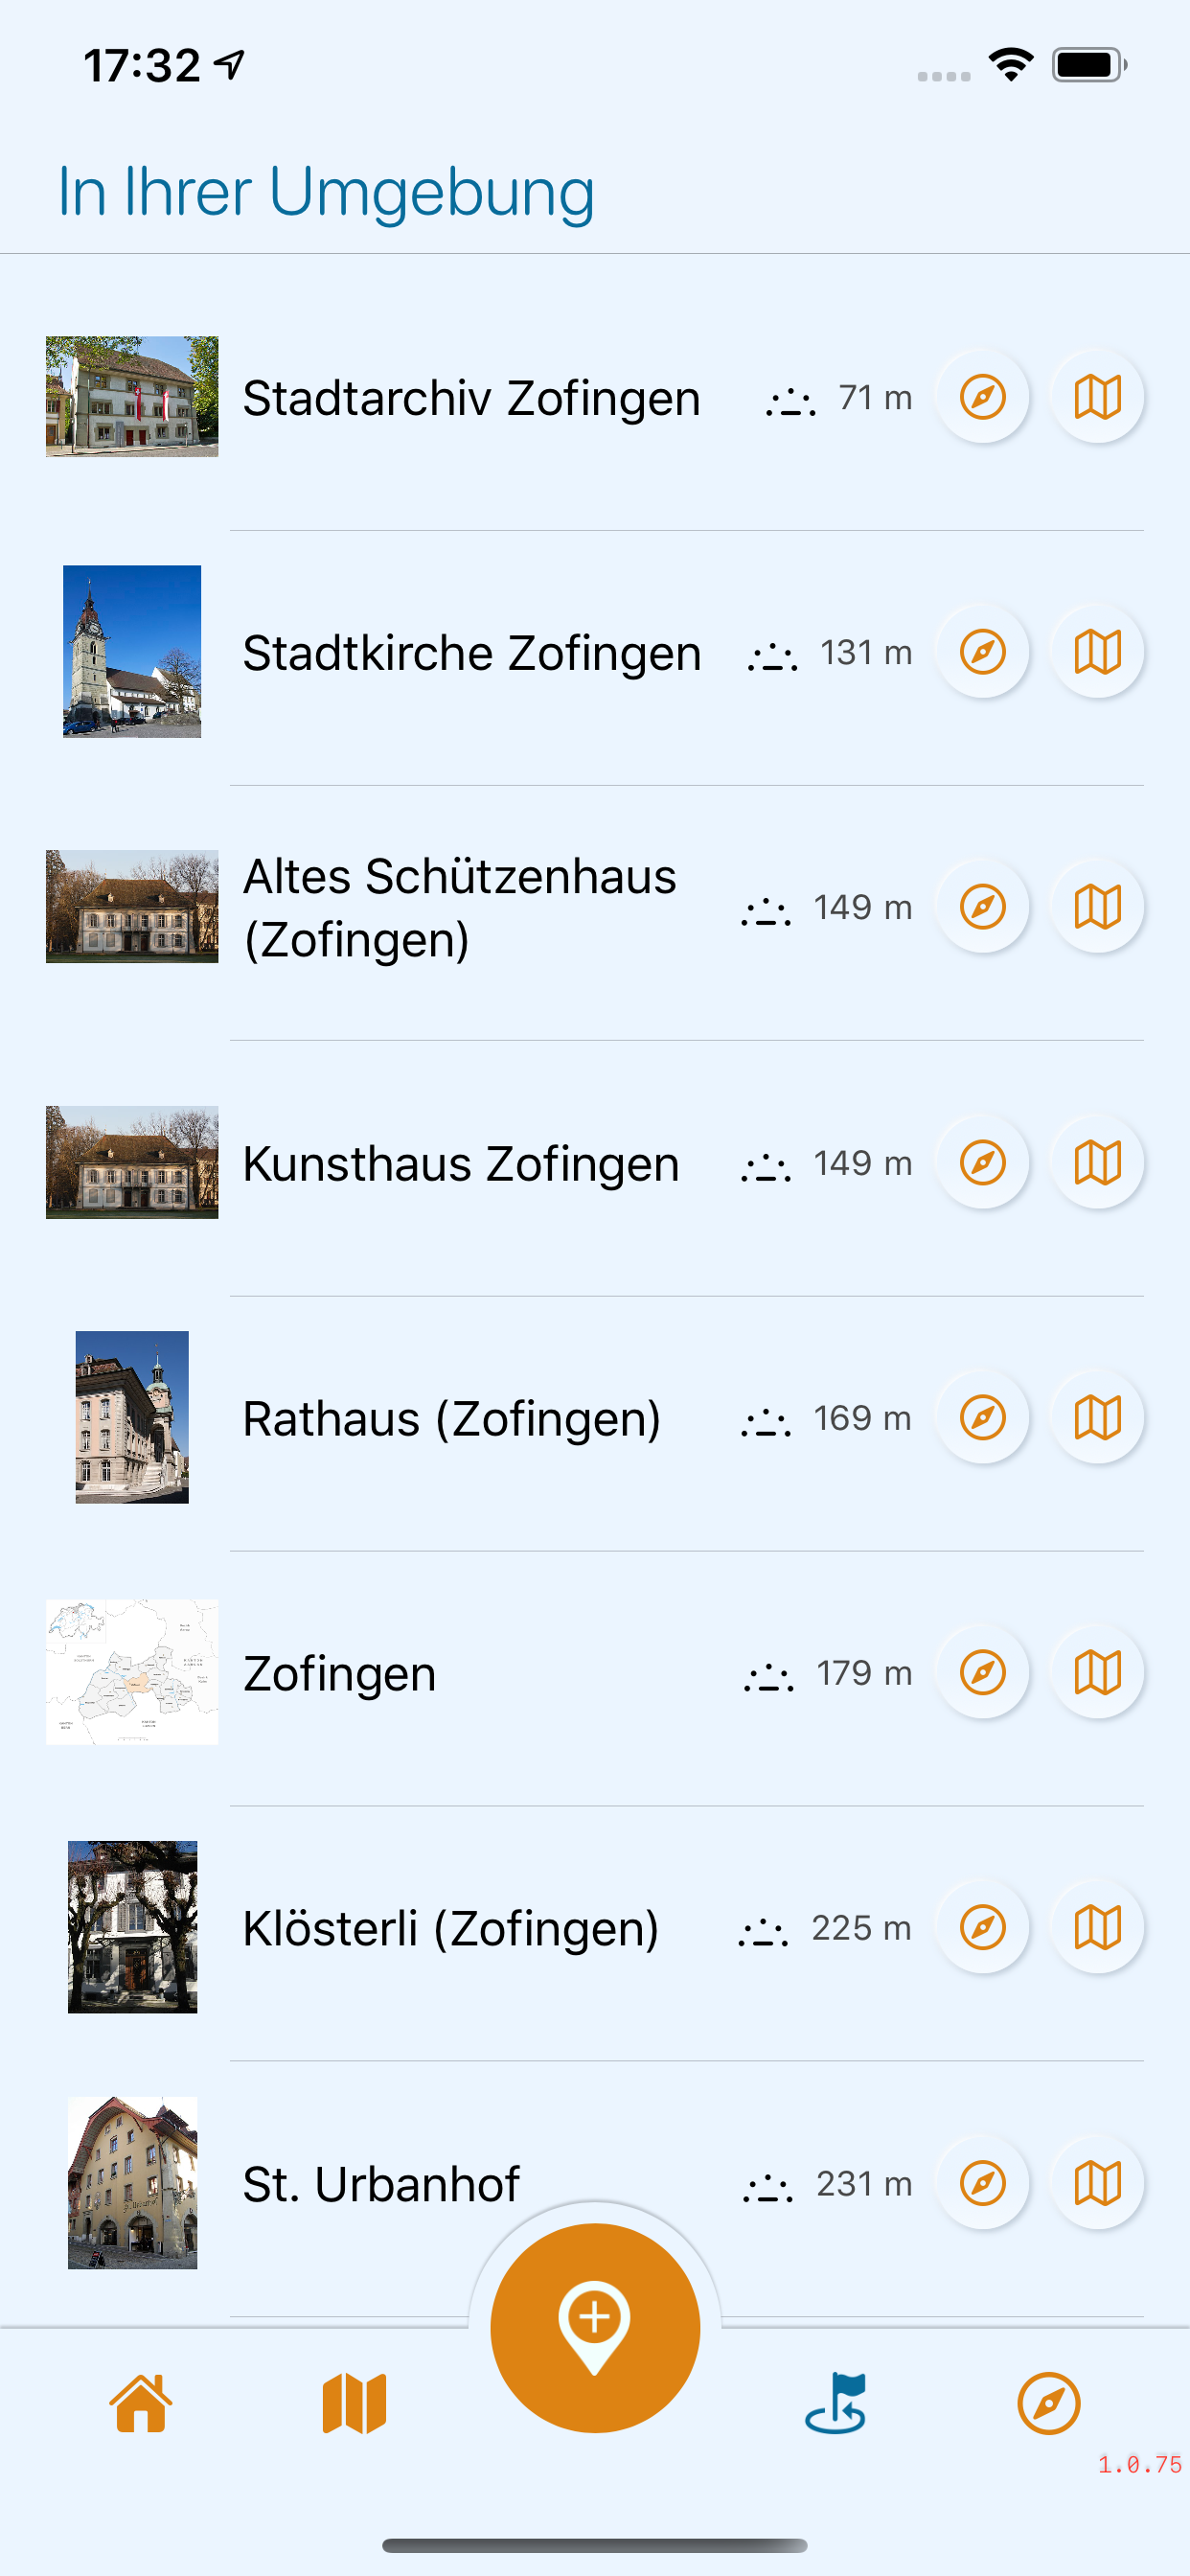 17:32
In Ihrer Umgebung
Stadtarchiv Zofingen
71 m
Stadtkirche Zofingen
131 m
Altes Schützenhaus
(Zofingen)
149 m
Kunsthaus Zofingen
149 m
Rathaus (Zofingen)
169 m
Zofingen
179 m
Klösterli (Zofingen)
225 m
St. Urbanhof
231 m
1.0.75